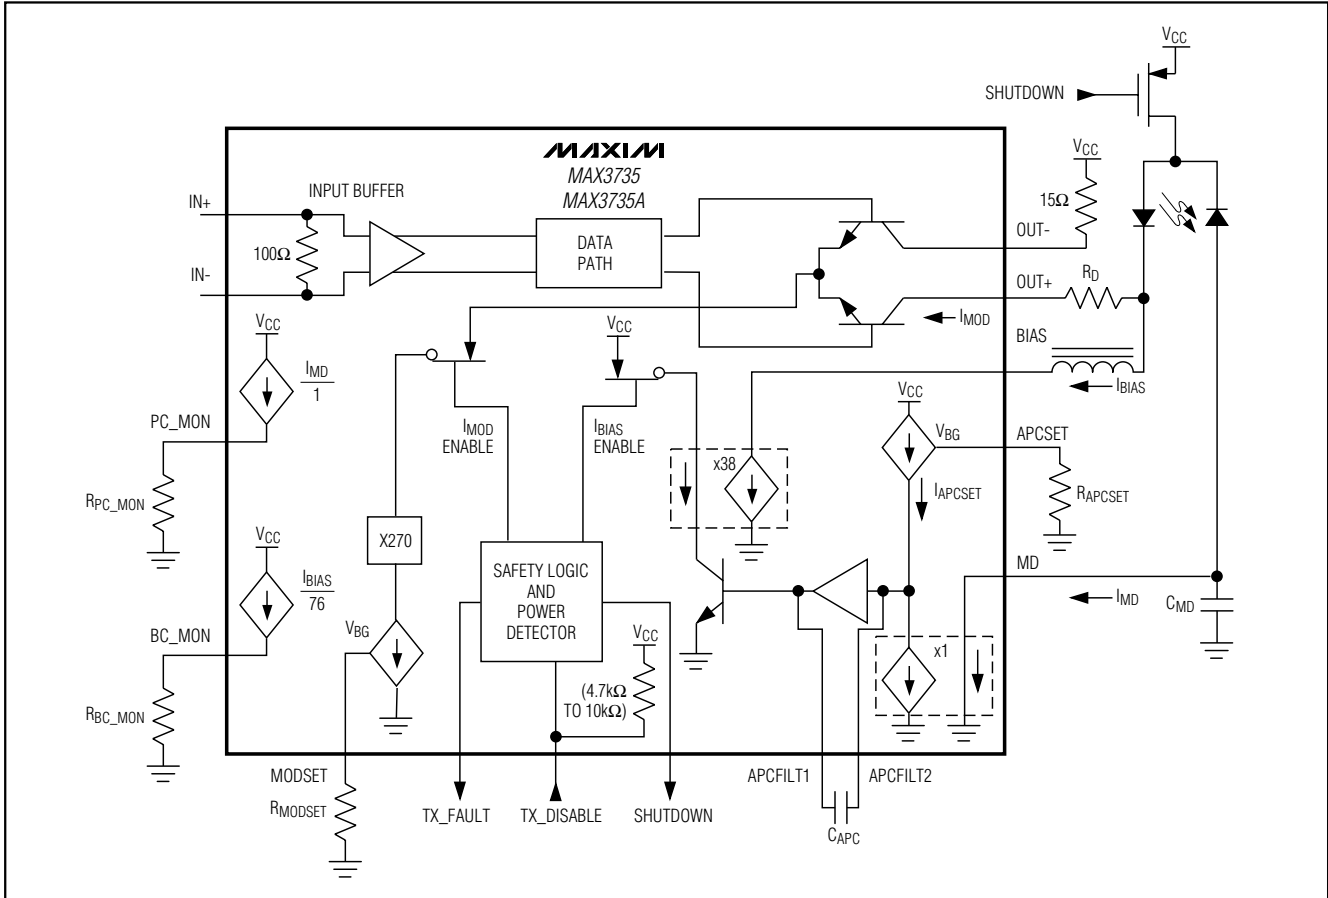 VCC
SHUTDOWN
MAXIM
MAX3735
MAX3735A
VCC
INPUT BUFFER
IN+
15Ω
OUT-
100Ω
DATA
PATH
IN-
RD
OUT+
IMOD
VCC
VCC
BIAS
IMD
1
IBIAS
VCC
PC_MON
IMOD
ENABLE
IBIAS
ENABLE
VBG
APCSET
x38
RPC_MON
IAPCSET
RAPCSET
VCC
X270
SAFETY LOGIC
AND
POWER
DETECTOR
MD
IBIAS
76
IMD
CMD
BC_MON
VBG
VCC
x1
(4.7kΩ
TO 10kΩ)
RBC_MON
MODSET
APCFILT1
APCFILT2
RMODSET
TX_FAULT
TX_DISABLE
SHUTDOWN
CAPC